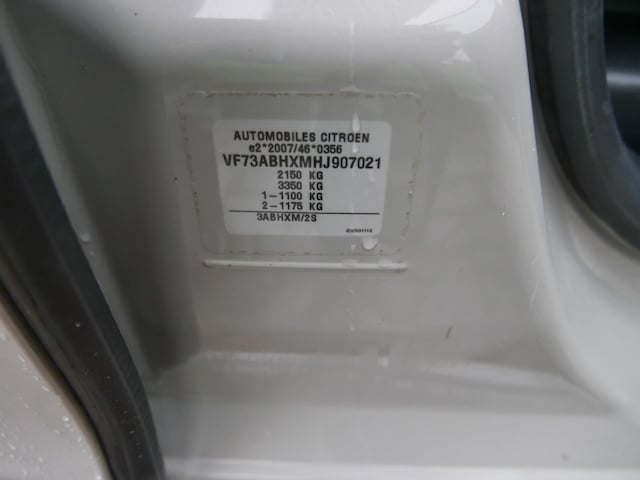 AUTOMOBILES CITROEN
e2*2007/46*0356
VF73ABHXMHJ907021
2150 KG
3350 KG
1-1100 KG
2-1175 KG
3ABHXM/2S